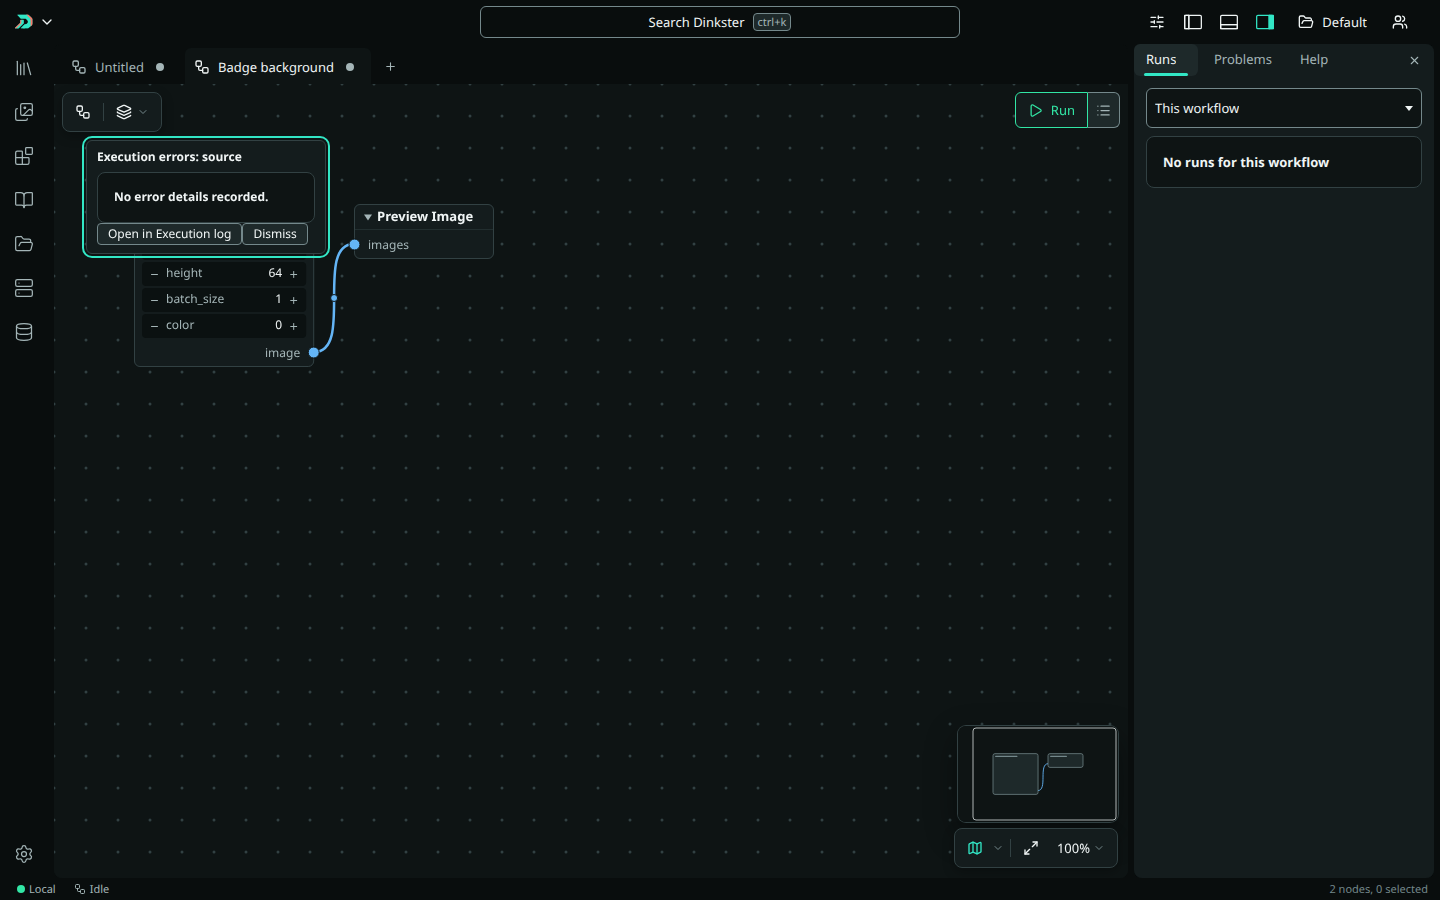 Search Dinkster ctrl+k
Default
Untitled
Badge background
Run
Execution errors: source
No error details recorded.
Open in Execution log
Dismiss
Preview Image
images
height 64
batch_size 1
color 0
image
100%
Runs
Problems
Help
This workflow
No runs for this workflow
Local
Idle
2 nodes, 0 selected